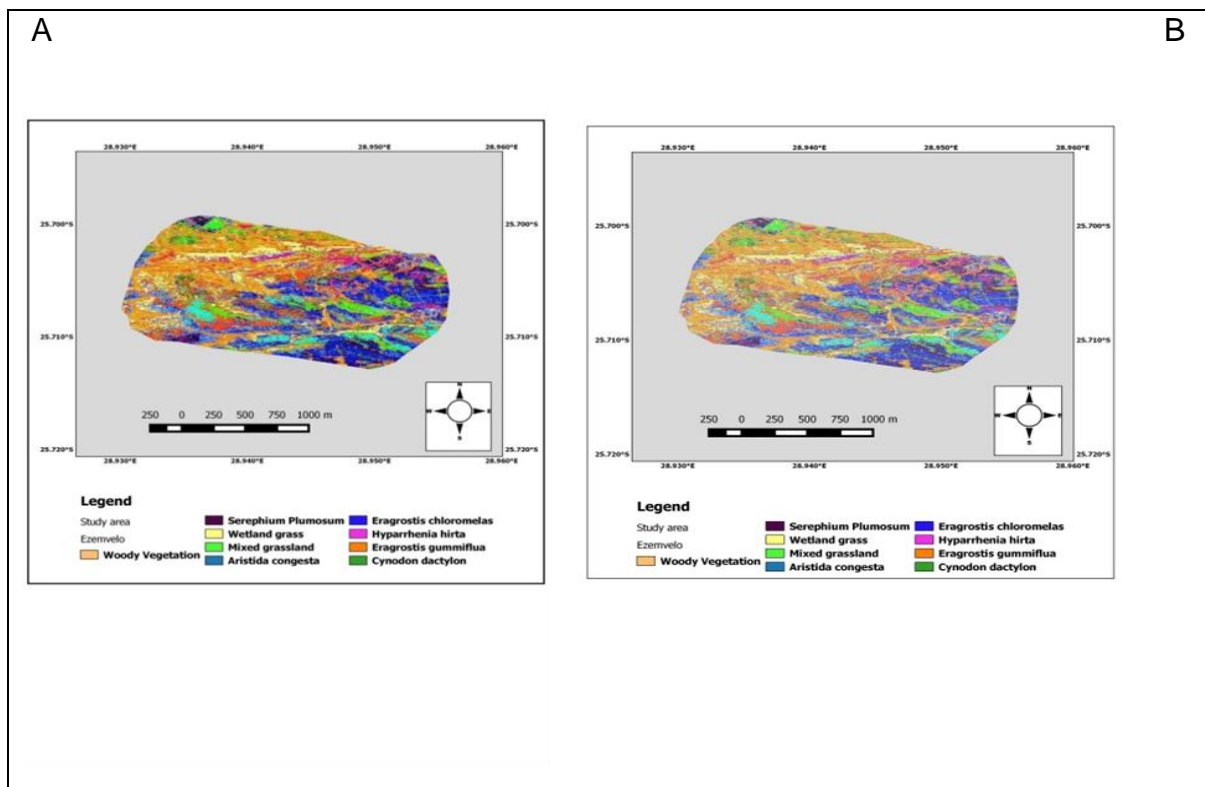 A
B
28.930°E 28.940°E 28.950°E 28.960°E
25.700°S 25.700°S
25.710°S 25.710°S
25.720°S 25.720°S
28.930°E 28.940°E 28.950°E 28.960°E
N
W E
S
250 0 250 500 750 1000 m
Legend
Study area
Ezemvelo
Woody Vegetation
Serephium Plumosum
Wetland grass
Mixed grassland
Aristida congesta
Eragrostis chloromelas
Hyparrhenia hirta
Eragrostis gummiflua
Cynodon dactylon
28.930°E 28.940°E 28.950°E 28.960°E
25.700°S 25.700°S
25.710°S 25.710°S
25.720°S 25.720°S
28.930°E 28.940°E 28.950°E 28.960°E
N
W E
S
250 0 250 500 750 1000 m
Legend
Study area
Ezemvelo
Woody Vegetation
Serephium Plumosum
Wetland grass
Mixed grassland
Aristida congesta
Eragrostis chloromelas
Hyparrhenia hirta
Eragrostis gummiflua
Cynodon dactylon